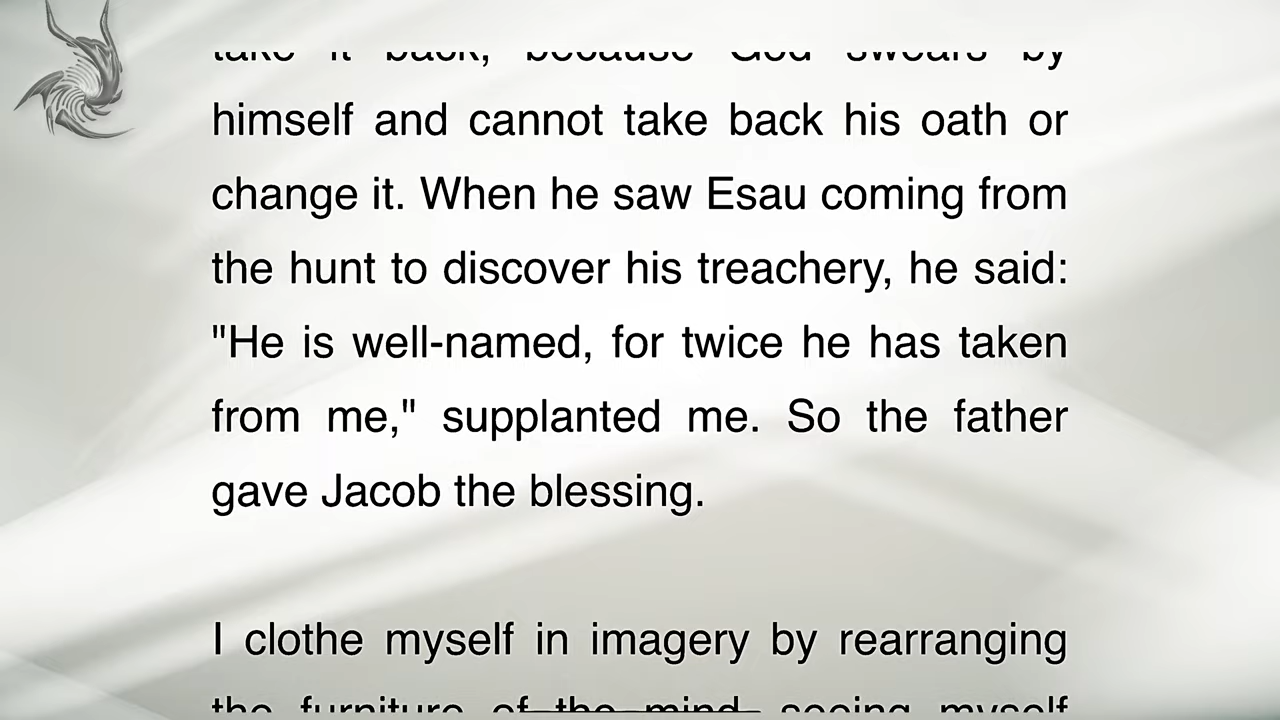 take it back, because God swears by
himself and cannot take back his oath or
change it. When he saw Esau coming from
the hunt to discover his treachery, he said:
"He is well-named, for twice he has taken
from me," supplanted me. So the father
gave Jacob the blessing.
I clothe myself in imagery by rearranging
the furniture of the mind, seeing myself